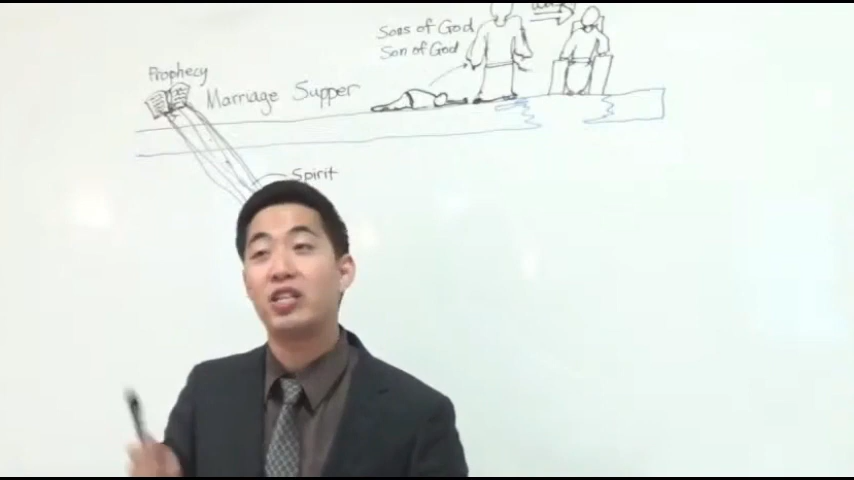 Sons of God
Son of God
Prophecy
Marriage Supper
Spirit